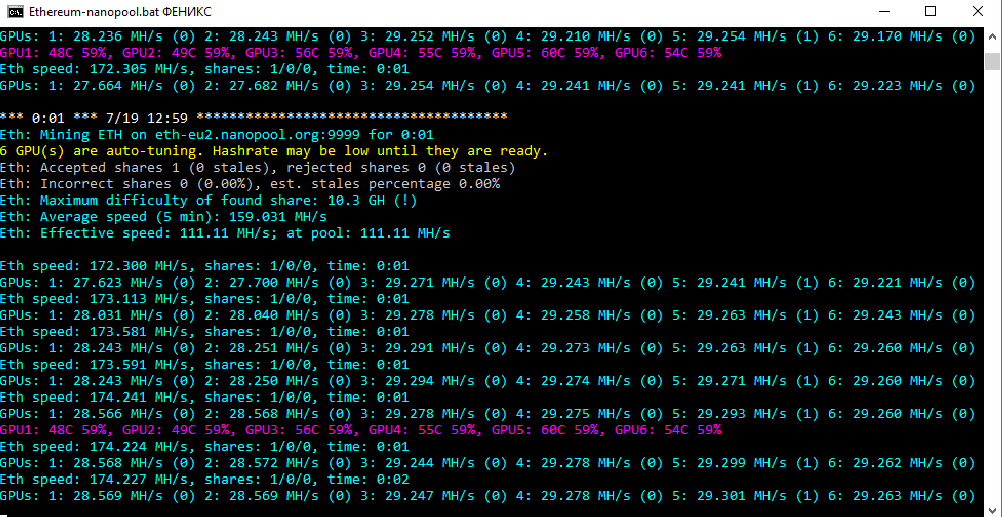 Ethereum-nanopool.bat ФЕНИКС
GPUs: 1: 28.236 MH/s (0) 2: 28.243 MH/s (0) 3: 29.252 MH/s (0) 4: 29.210 MH/s (0) 5: 29.254 MH/s (1) 6: 29.170 MH/s (0)
GPU1: 48C 59%, GPU2: 49C 59%, GPU3: 56C 59%, GPU4: 55C 59%, GPU5: 60C 59%, GPU6: 54C 59%
Eth speed: 172.305 MH/s, shares: 1/0/0, time: 0:01
GPUs: 1: 27.664 MH/s (0) 2: 27.682 MH/s (0) 3: 29.254 MH/s (0) 4: 29.241 MH/s (0) 5: 29.241 MH/s (1) 6: 29.223 MH/s (0)
*** 0:01 *** 7/19 12:59 **************************************
Eth: Mining ETH on eth-eu2.nanopool.org:9999 for 0:01
6 GPU(s) are auto-tuning. Hashrate may be low until they are ready.
Eth: Accepted shares 1 (0 stales), rejected shares 0 (0 stales)
Eth: Incorrect shares 0 (0.00%), est. stales percentage 0.00%
Eth: Maximum difficulty of found share: 10.3 GH (!)
Eth: Average speed (5 min): 159.031 MH/s
Eth: Effective speed: 111.11 MH/s; at pool: 111.11 MH/s
Eth speed: 172.300 MH/s, shares: 1/0/0, time: 0:01
GPUs: 1: 27.623 MH/s (0) 2: 27.700 MH/s (0) 3: 29.271 MH/s (0) 4: 29.243 MH/s (0) 5: 29.241 MH/s (1) 6: 29.221 MH/s (0)
Eth speed: 173.113 MH/s, shares: 1/0/0, time: 0:01
GPUs: 1: 28.031 MH/s (0) 2: 28.040 MH/s (0) 3: 29.278 MH/s (0) 4: 29.258 MH/s (0) 5: 29.263 MH/s (1) 6: 29.243 MH/s (0)
Eth speed: 173.581 MH/s, shares: 1/0/0, time: 0:01
GPUs: 1: 28.243 MH/s (0) 2: 28.251 MH/s (0) 3: 29.291 MH/s (0) 4: 29.273 MH/s (0) 5: 29.263 MH/s (1) 6: 29.260 MH/s (0)
Eth speed: 173.591 MH/s, shares: 1/0/0, time: 0:01
GPUs: 1: 28.243 MH/s (0) 2: 28.250 MH/s (0) 3: 29.294 MH/s (0) 4: 29.274 MH/s (0) 5: 29.271 MH/s (1) 6: 29.260 MH/s (0)
Eth speed: 174.241 MH/s, shares: 1/0/0, time: 0:01
GPUs: 1: 28.566 MH/s (0) 2: 28.568 MH/s (0) 3: 29.278 MH/s (0) 4: 29.275 MH/s (0) 5: 29.293 MH/s (1) 6: 29.260 MH/s (0)
GPU1: 48C 59%, GPU2: 49C 59%, GPU3: 56C 59%, GPU4: 55C 59%, GPU5: 60C 59%, GPU6: 54C 59%
Eth speed: 174.224 MH/s, shares: 1/0/0, time: 0:01
GPUs: 1: 28.568 MH/s (0) 2: 28.572 MH/s (0) 3: 29.244 MH/s (0) 4: 29.278 MH/s (0) 5: 29.299 MH/s (1) 6: 29.262 MH/s (0)
Eth speed: 174.227 MH/s, shares: 1/0/0, time: 0:02
GPUs: 1: 28.569 MH/s (0) 2: 28.569 MH/s (0) 3: 29.247 MH/s (0) 4: 29.278 MH/s (0) 5: 29.301 MH/s (1) 6: 29.263 MH/s (0)